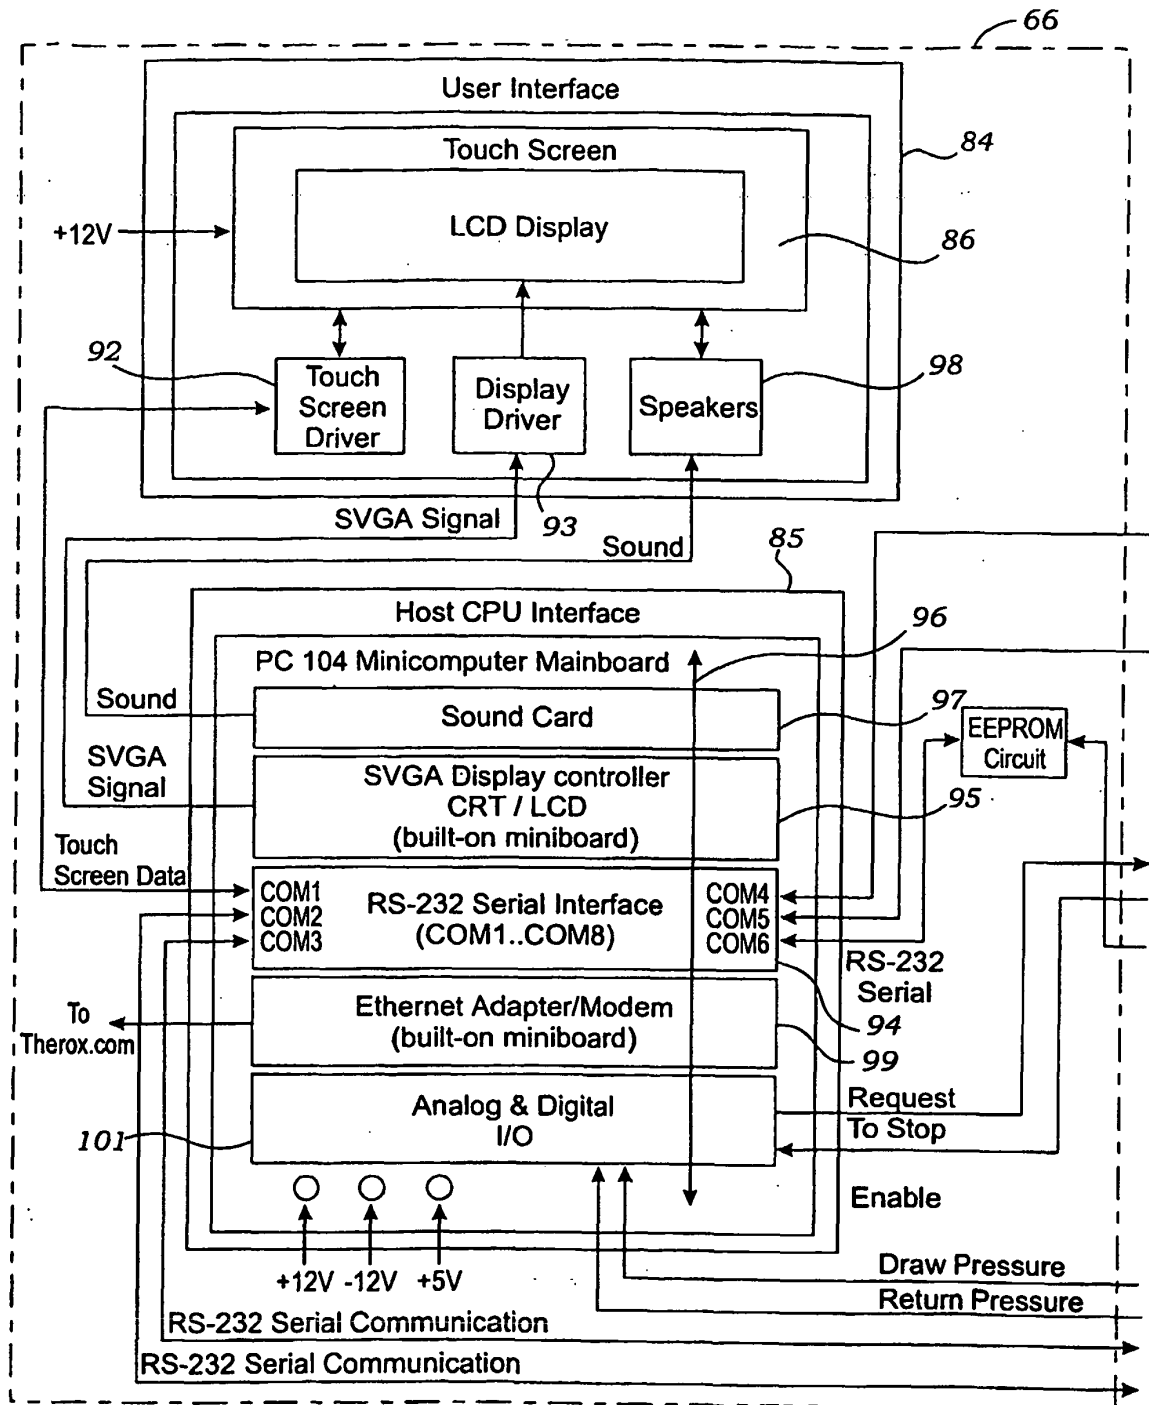 66
User Interface
84
Touch Screen
LCD Display
+12V
86
92
Touch
Screen
Driver
Display
Driver
Speakers
98
SVGA Signal
93
Sound
85
Host CPU Interface
96
PC 104 Minicomputer Mainboard
Sound
Sound Card
97
EEPROM
Circuit
SVGA
Signal
SVGA Display controller
CRT / LCD
(built-on miniboard)
95
Touch
Screen Data
COM1
COM2
COM3
RS-232 Serial Interface
(COM1..COM8)
COM4
COM5
COM6
RS-232
Serial
94
To
Therox.com
Ethernet Adapter/Modem
(built-on miniboard)
99
Analog & Digital
I/O
101
Request
To Stop
Enable
+12V -12V +5V
Draw Pressure
Return Pressure
RS-232 Serial Communication
RS-232 Serial Communication